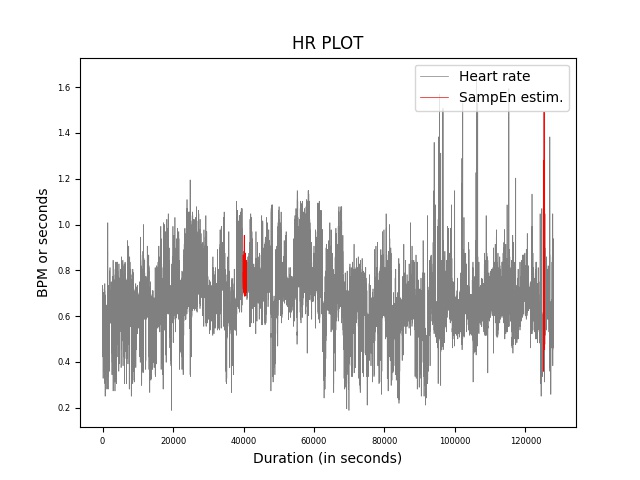 HR PLOT
Heart rate
SampEn estim.
BPM or seconds
1.6
1.4
1.2
1.0
0.8
0.6
0.4
0.2
0 20000 40000 60000 80000 100000 120000
Duration (in seconds)